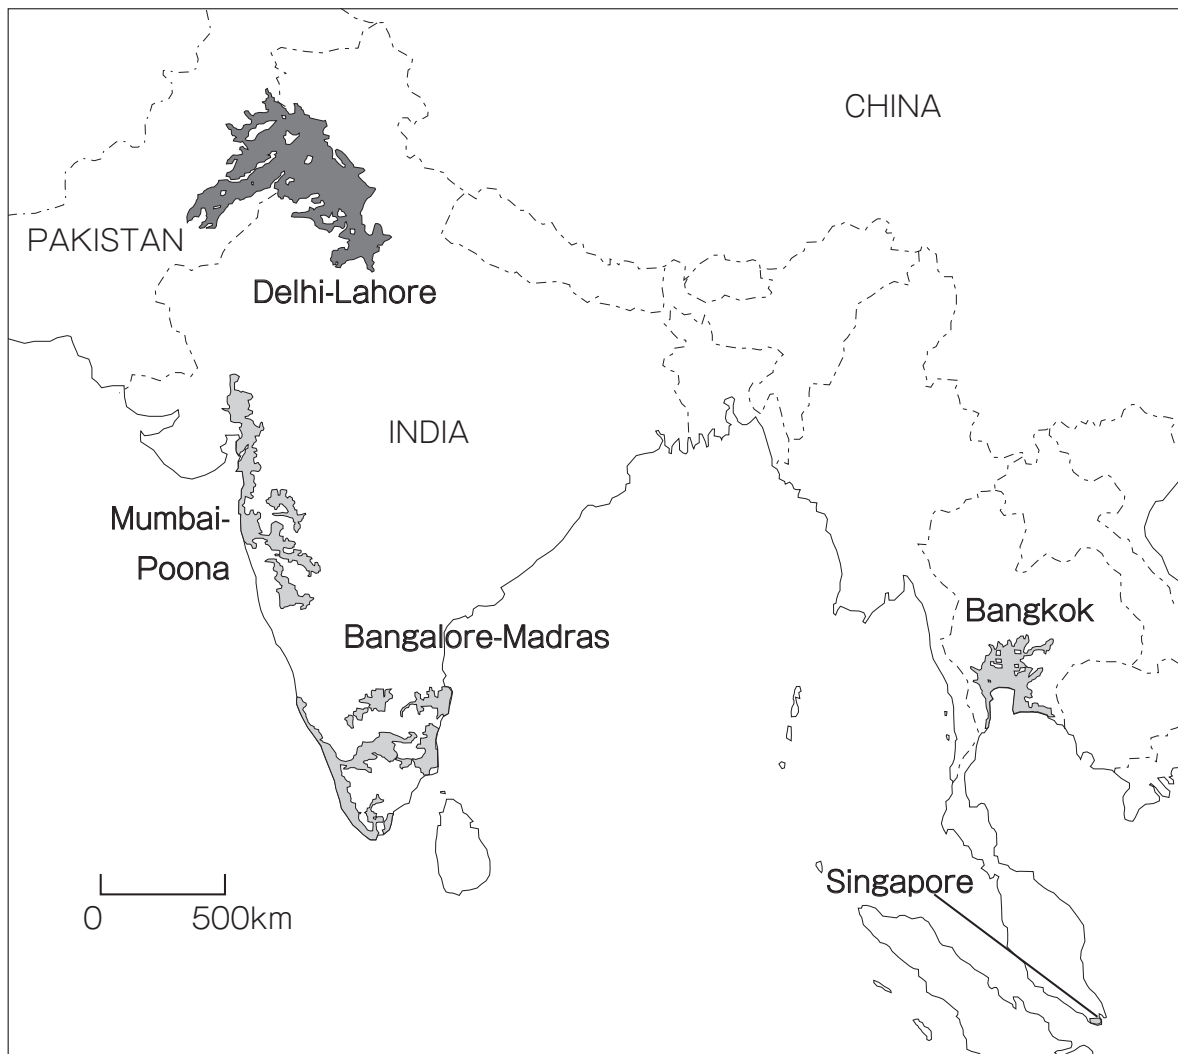 CHINA
PAKISTAN
Delhi-Lahore
INDIA
Mumbai-
Poona
Bangkok
Bangalore-Madras
Singapore
0 500km